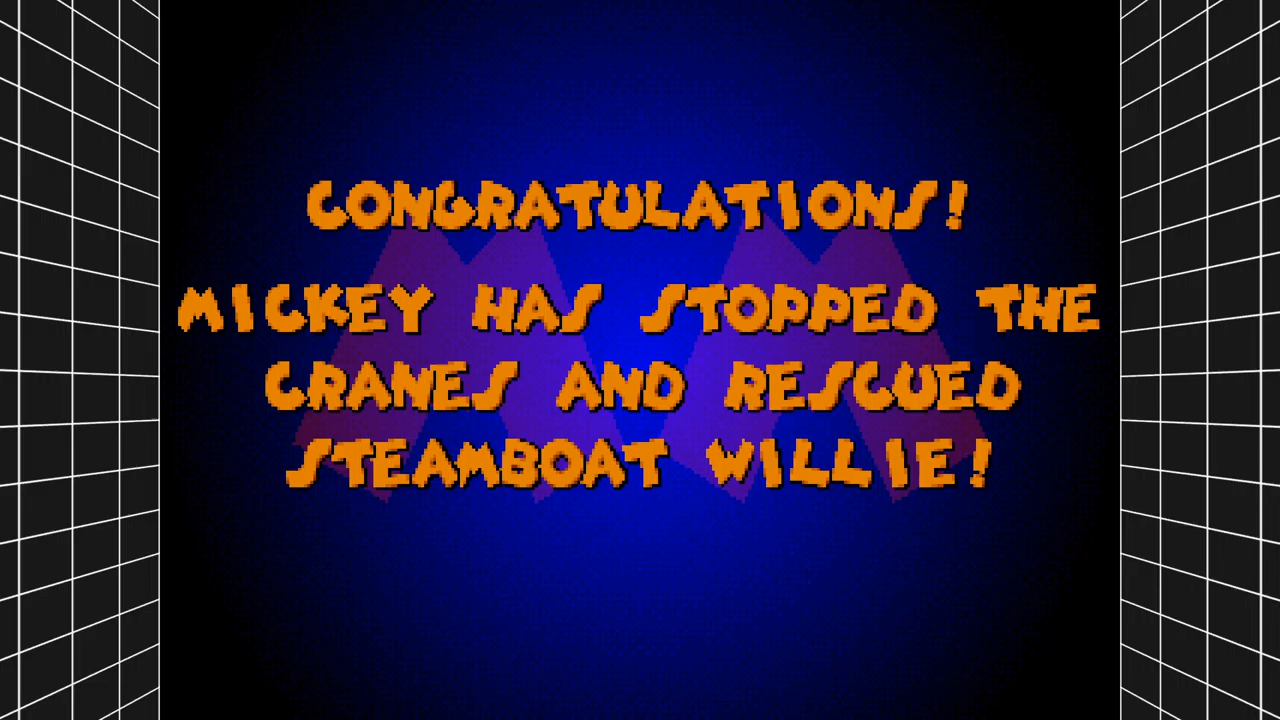 CONGRATULATIONS!
MICKEY HAS STOPPED THE
CRANES AND RESCUED
STEAMBOAT WILLIE!